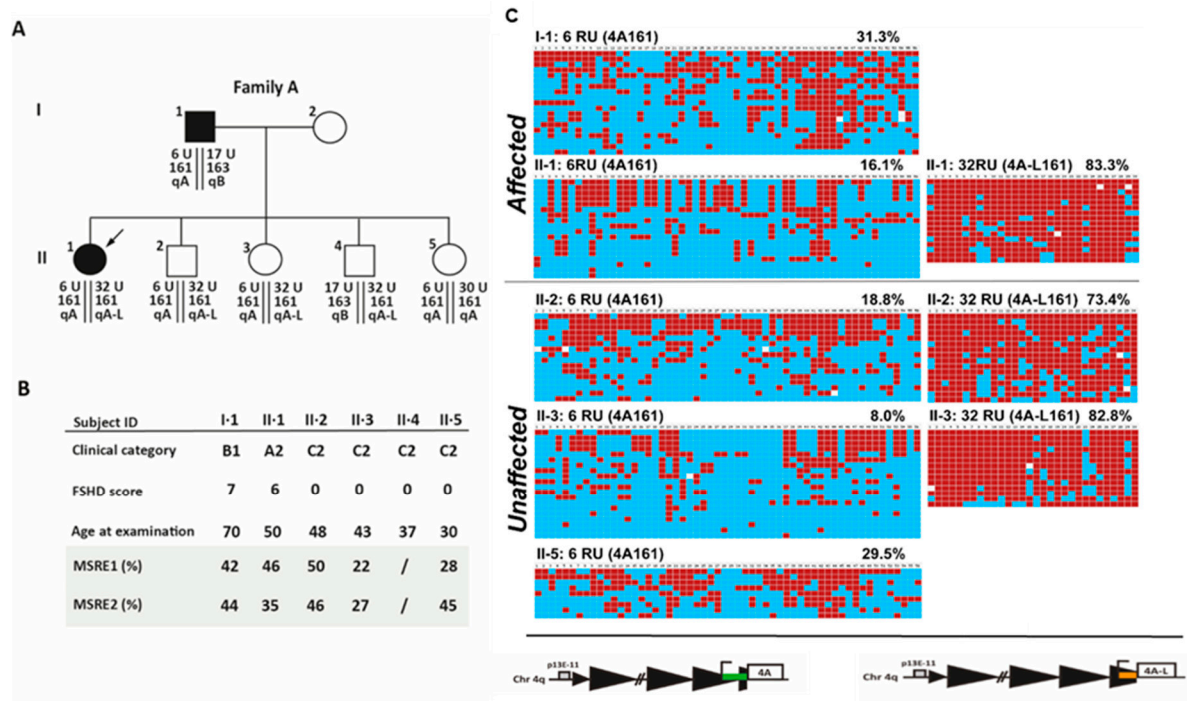 A
Family A
I
1
2
6 U 17 U
161 163
qA qB
II
1
2
3
4
5
6 U 32 U
161 161
qA qA-L
6 U 32 U
161 161
qA qA-L
6 U 32 U
161 161
qA qA-L
17 U 32 U
163 161
qB qA-L
6 U 30 U
161 161
qA qA
B
Subject ID I·1 II·1 II·2 II·3 II·4 II·5
Clinical category B1 A2 C2 C2 C2 C2
FSHD score 7 6 0 0 0 0
Age at examination 70 50 48 43 37 30
MSRE1 (%) 42 46 50 22 / 28
MSRE2 (%) 44 35 46 27 / 45
C
Affected
I-1: 6 RU (4A161) 31.3%
II-1: 6RU (4A161) 16.1%
II-1: 32RU (4A-L161) 83.3%
Unaffected
II-2: 6 RU (4A161) 18.8%
II-2: 32 RU (4A-L161) 73.4%
II-3: 6 RU (4A161) 8.0%
II-3: 32 RU (4A-L161) 82.8%
II-5: 6 RU (4A161) 29.5%
p13E-11
Chr 4q
4A
p13E-11
Chr 4q
4A-L